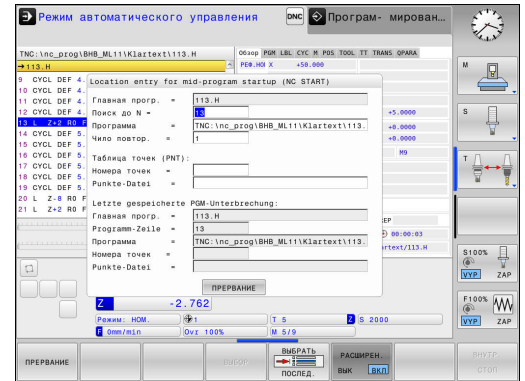 Режим автоматического управления
DNC
Програм- мирован...
TNC:\nc_prog\BHB_ML11\Klartext\113.H
→113.H
Обзор PGM LBL CYC M POS TOOL TT TRANS QPARA
РЕФ.НОІ X +50.000
9 CYCL DEF 4.
10 CYCL DEF 4.
11 CYCL DEF 4.
12 CYCL DEF 4.
13 L Z+2 R0 F
14 CYCL DEF 5.
15 CYCL DEF 5.
16 CYCL DEF 5.
17 CYCL DEF 5.
18 CYCL DEF 5.
19 CYCL DEF 5.
20 L Z-8 R0 F
21 L Z+2 R0 F
Location entry for mid-program startup (NC START)
Главная прогр. = 113.H
Поиск до N = 13
Программа = TNC:\nc_prog\BHB_ML11\Klartext\113.
Чило повтор. = 1
Таблица точек (PNT):
Номера точек =
Punkte-Datei =
Letzte gespeicherte PGM-Unterbrechung:
Главная прогр. = 113.H
Programm-Zeile = 13
Программа = TNC:\nc_prog\BHB_ML11\Klartext\113.
Номера точек =
Punkte-Datei =
ПРЕРВАНИЕ
+5.0000
+0.0000
+0.0000
M9
00:00:03
rtext/113.H
Z -2.762
Режим: НОМ.
1
T 5
Z S 2000
F 0mm/min
Ovr 100%
M 5/9
M
S
T
S100%
VYP ZAP
F100%
VYP ZAP
ПРЕРВАНИЕ
ВЫБОР
ВЫБРАТЬ
ПОСЛЕД.
РАСШИРЕН.
ВЫК ВКЛ
ВНУТР.
СТОП